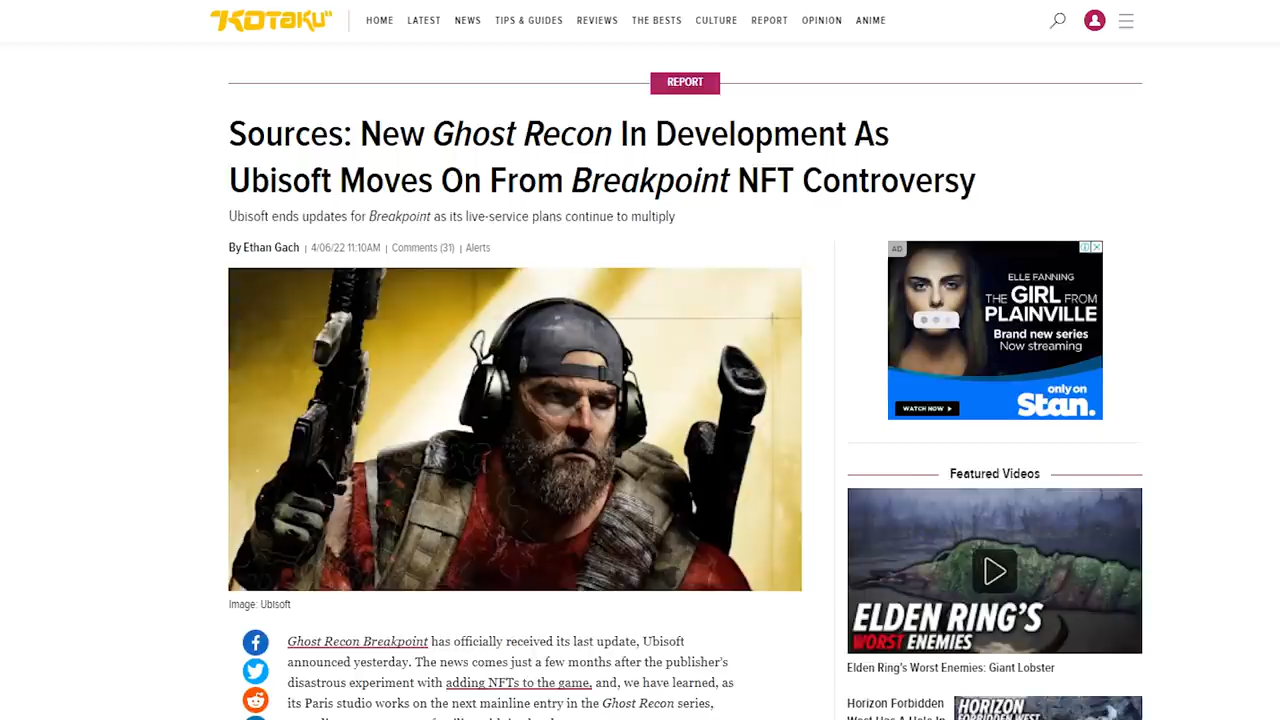 KOTAKU
HOME LATEST NEWS TIPS & GUIDES REVIEWS THE BESTS CULTURE REPORT OPINION ANIME
REPORT
Sources: New Ghost Recon In Development As
Ubisoft Moves On From Breakpoint NFT Controversy
Ubisoft ends updates for Breakpoint as its live-service plans continue to multiply
By Ethan Gach | 4/06/22 11:10AM | Comments (31) | Alerts
Image: Ubisoft
Ghost Recon Breakpoint has officially received its last update, Ubisoft
announced yesterday. The news comes just a few months after the publisher's
disastrous experiment with adding NFTs to the game, and, we have learned, as
its Paris studio works on the next mainline entry in the Ghost Recon series,
AD
ELLE FANNING
THE GIRL FROM
PLAINVILLE
Brand new series
Now streaming
only on
Stan.
WATCH NOW
Featured Videos
ELDEN RING'S
WORST ENEMIES
Elden Ring's Worst Enemies: Giant Lobster
Horizon Forbidden
West Has A Hole In
HORIZON
FORBIDDEN WEST